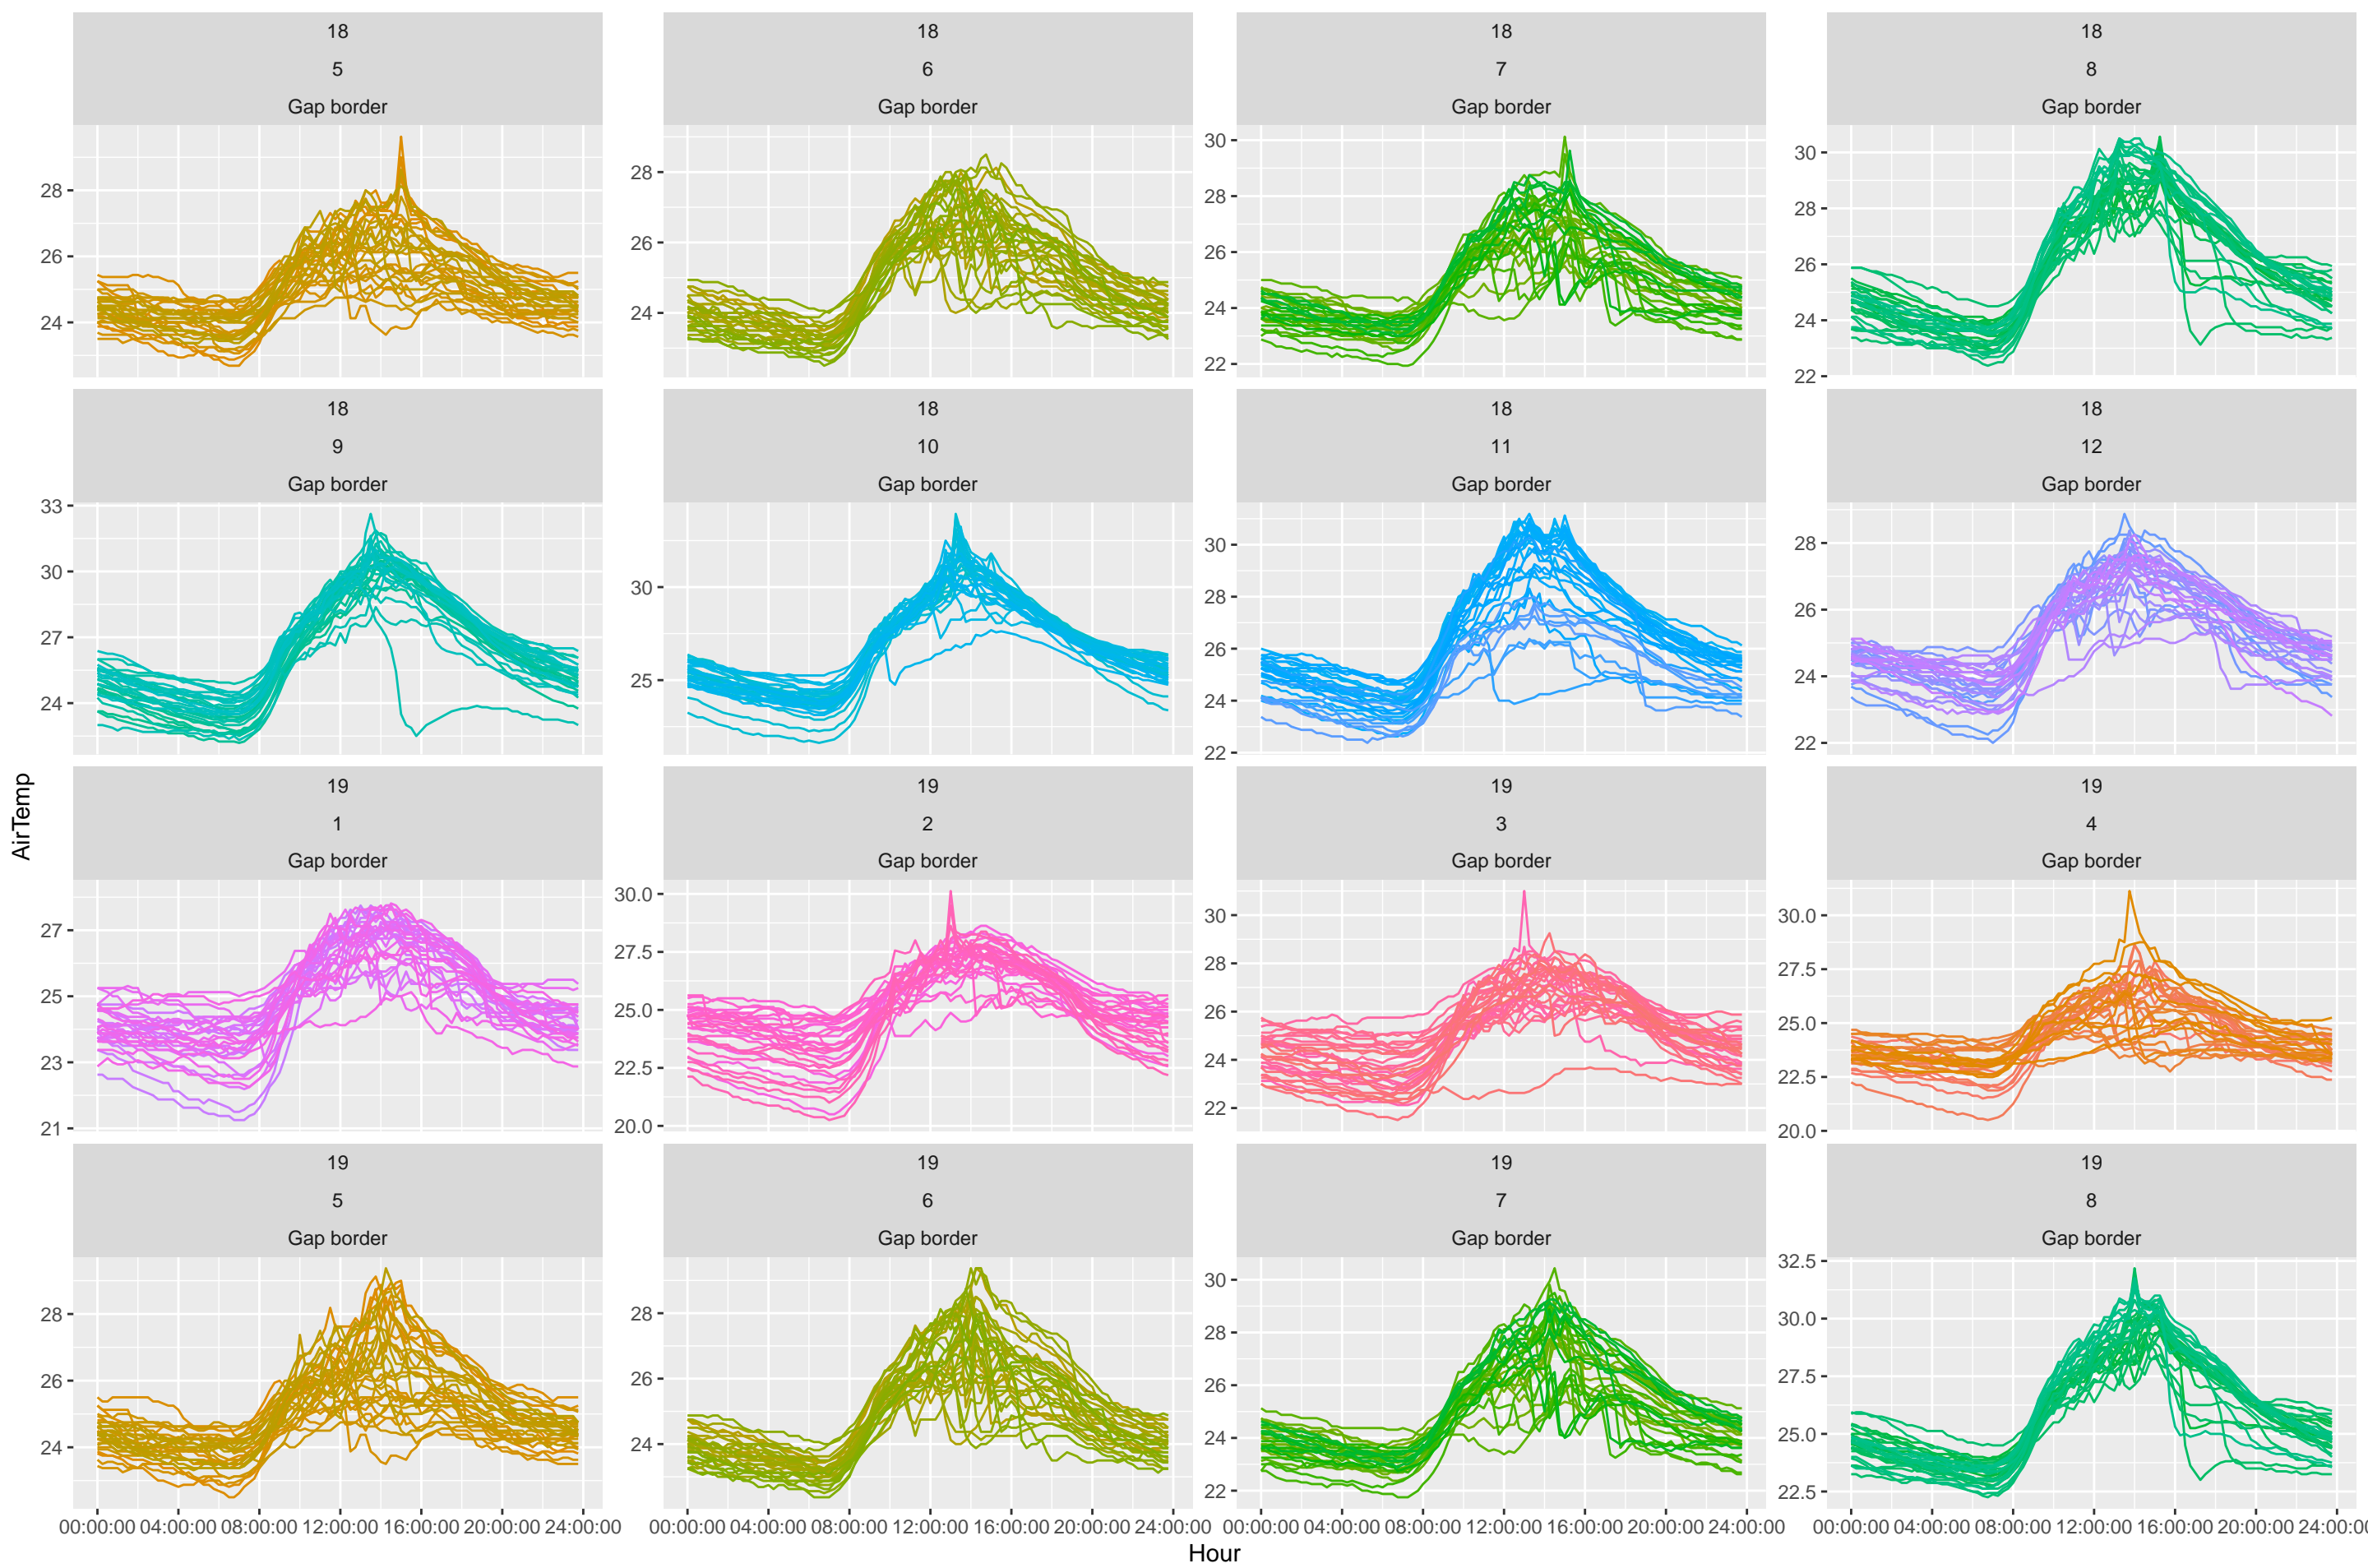 18 18 18 18
5 6 7 8
Gap border Gap border Gap border Gap border
28 26 24
28 26 24
30 28 26 24 22
30 28 26 24 22
18 18 18 18
9 10 11 12
Gap border Gap border Gap border Gap border
33 30 27 24
30 25
30 28 26 24 22
28 26 24 22
19 19 19 19
1 2 3 4
Gap border Gap border Gap border Gap border
27 25 23 21
30.0 27.5 25.0 22.5 20.0
30 28 26 24 22
30.0 27.5 25.0 22.5 20.0
19 19 19 19
5 6 7 8
Gap border Gap border Gap border Gap border
28 26 24
28 26 24
30 28 26 24 22
32.5 30.0 27.5 25.0 22.5
00:00:00 04:00:00 08:00:00 12:00:00 16:00:00 20:00:00 24:00:00
00:00:00 04:00:00 08:00:00 12:00:00 16:00:00 20:00:00 24:00:00
00:00:00 04:00:00 08:00:00 12:00:00 16:00:00 20:00:00 24:00:00
00:00:00 04:00:00 08:00:00 12:00:00 16:00:00 20:00:00 24:00:00
Hour
AirTemp